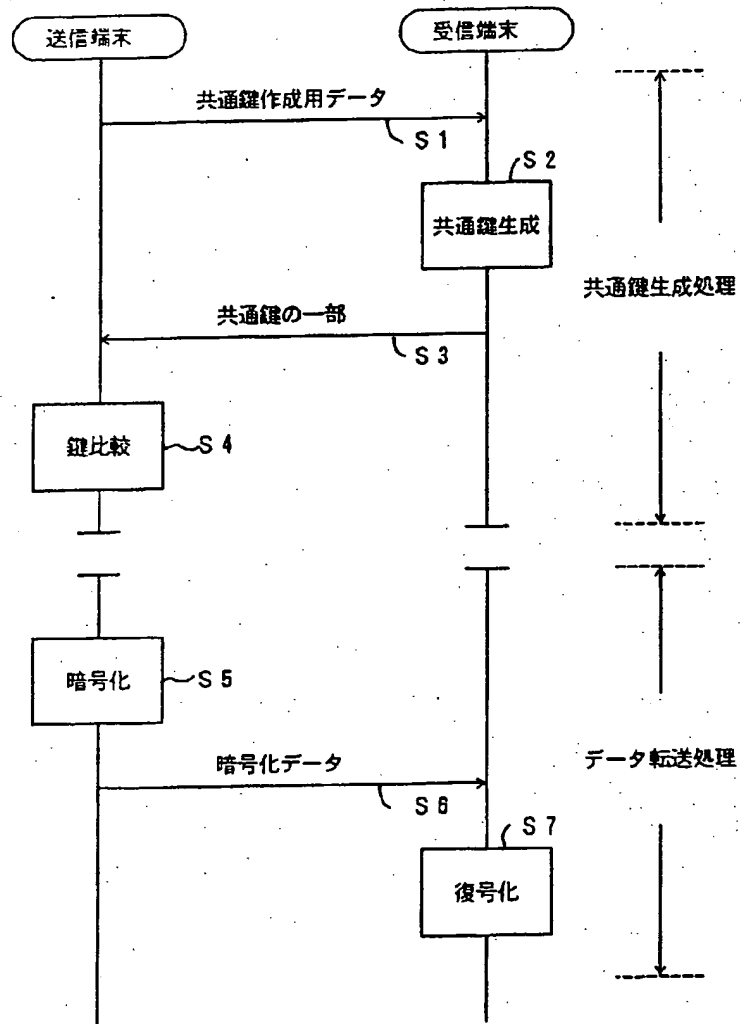 送信端末
受信端末
共通鍵作成用データ
S1
S2
共通鍵生成
共通鍵生成処理
共通鍵の一部
S3
鍵比較
S4
暗号化
S5
データ転送処理
暗号化データ
S6
S7
復号化